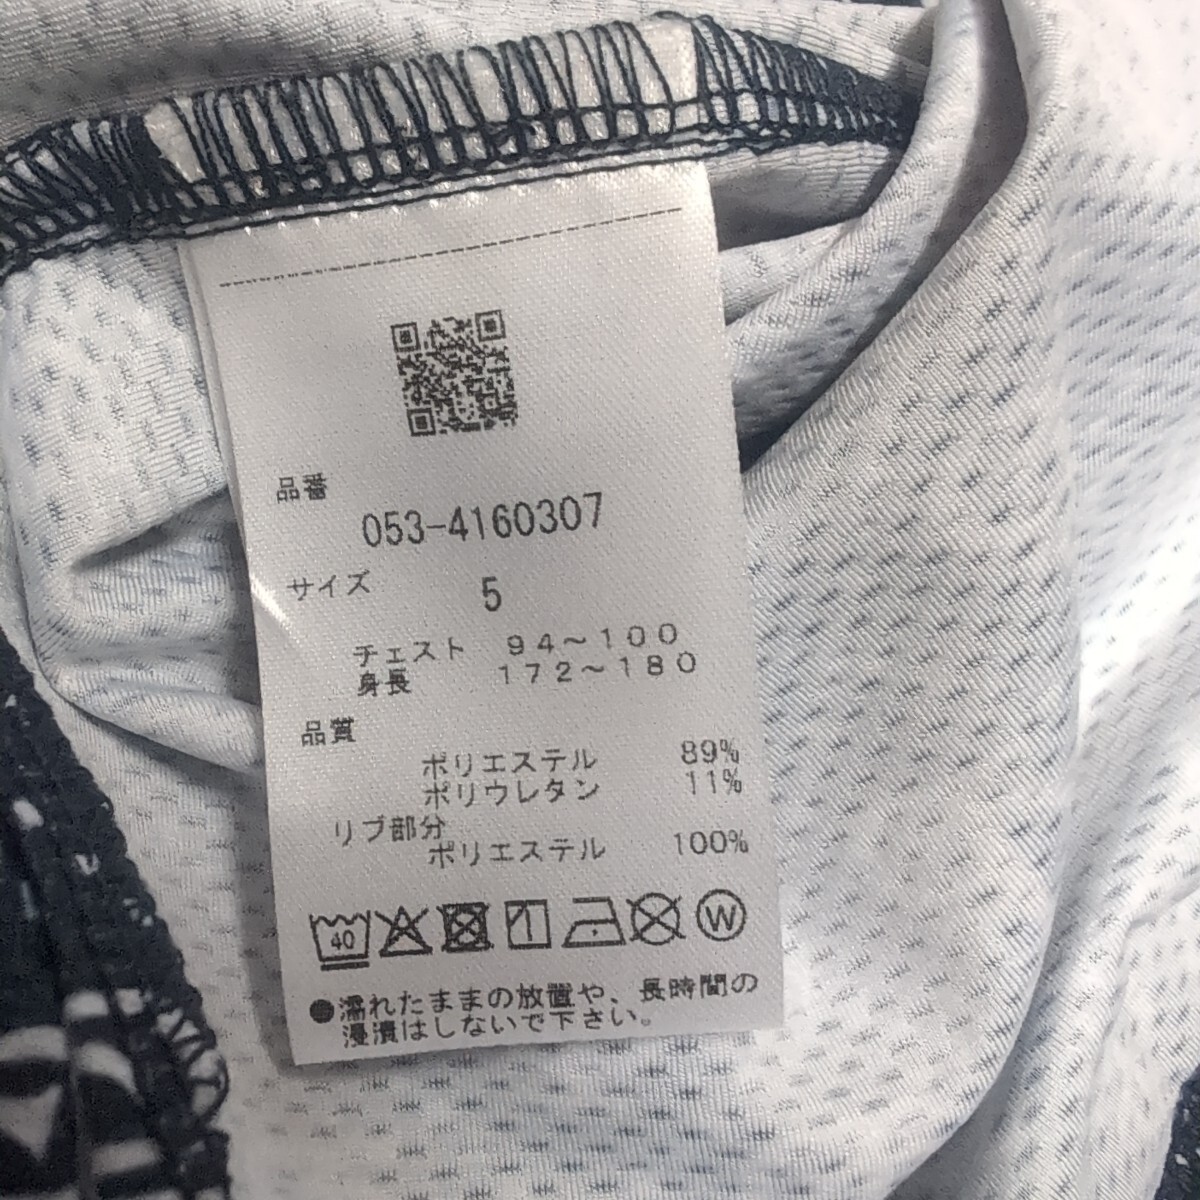 品番
053-4160307
サイズ 5
チェスト 94～100
身長 172～180
品質
ポリエステル 89%
ポリウレタン 11%
リブ部分
ポリエステル 100%
40 W
●濡れたままの放置や、長時間の
浸漬はしないで下さい。